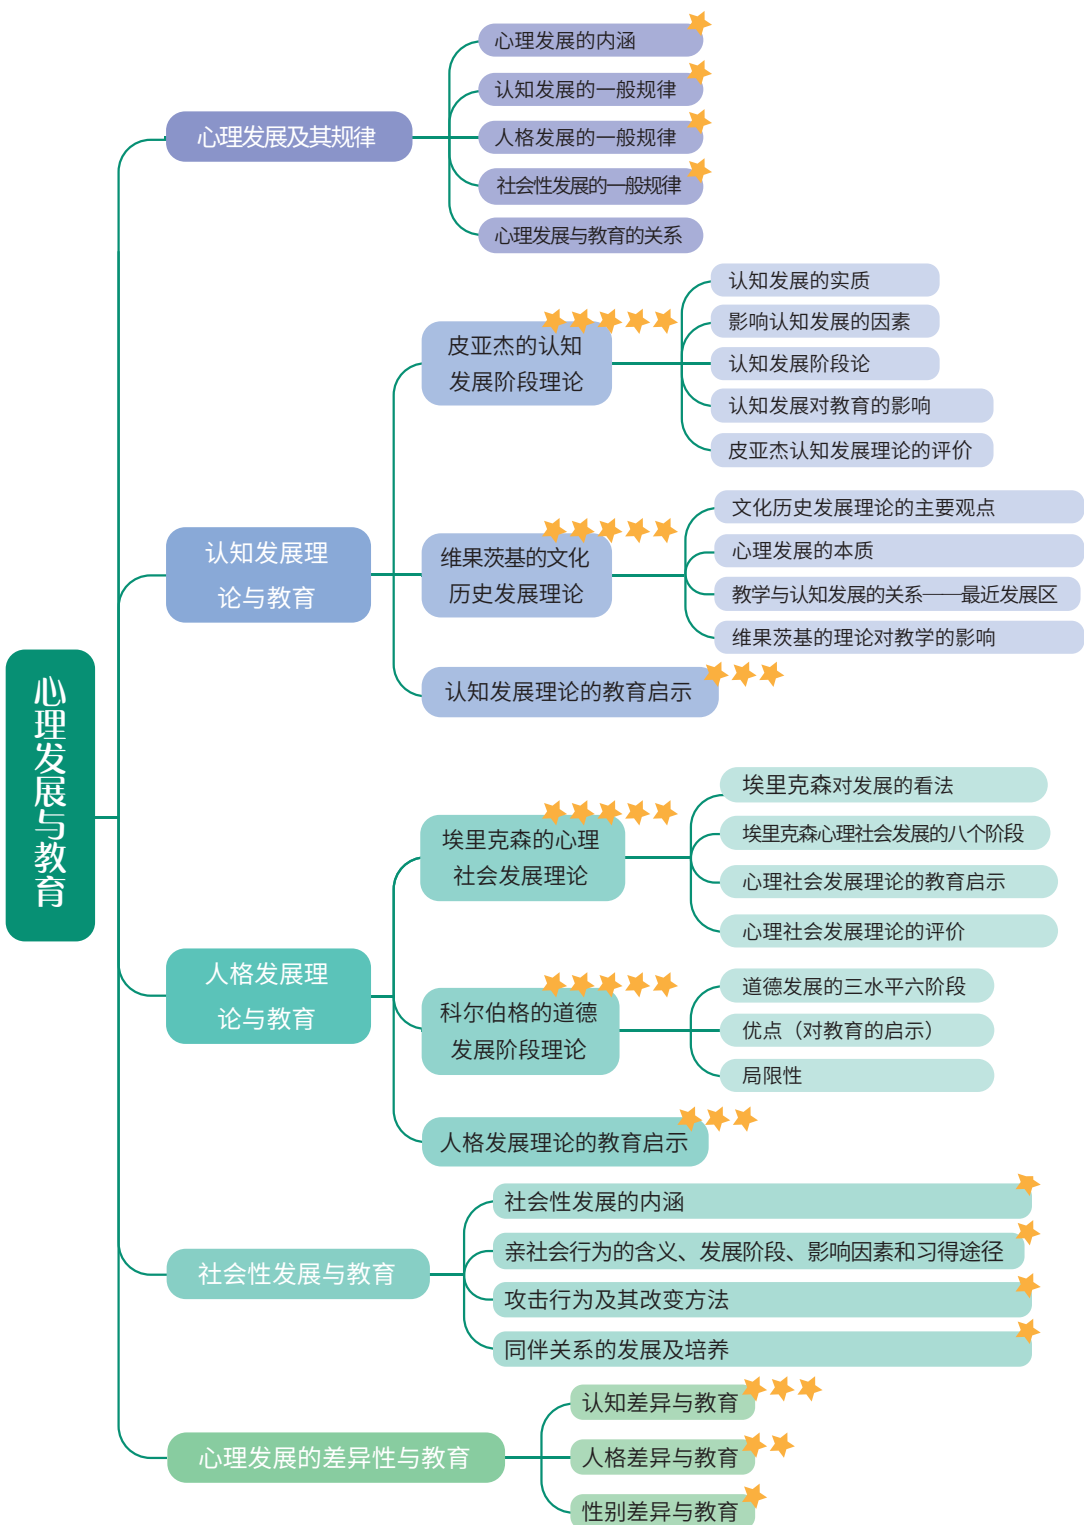 心理发展与教育
心理发展及其规律
心理发展的内涵
认知发展的一般规律
人格发展的一般规律
社会性发展的一般规律
心理发展与教育的关系
认知发展理
论与教育
皮亚杰的认知
发展阶段理论
认知发展的实质
影响认知发展的因素
认知发展阶段论
认知发展对教育的影响
皮亚杰认知发展理论的评价
维果茨基的文化
历史发展理论
文化历史发展理论的主要观点
心理发展的本质
教学与认知发展的关系——最近发展区
维果茨基的理论对教学的影响
认知发展理论的教育启示
人格发展理
论与教育
埃里克森的心理
社会发展理论
埃里克森对发展的看法
埃里克森心理社会发展的八个阶段
心理社会发展理论的教育启示
心理社会发展理论的评价
科尔伯格的道德
发展阶段理论
道德发展的三水平六阶段
优点（对教育的启示）
局限性
人格发展理论的教育启示
社会性发展与教育
社会性发展的内涵
亲社会行为的含义、发展阶段、影响因素和习得途径
攻击行为及其改变方法
同伴关系的发展及培养
心理发展的差异性与教育
认知差异与教育
人格差异与教育
性别差异与教育